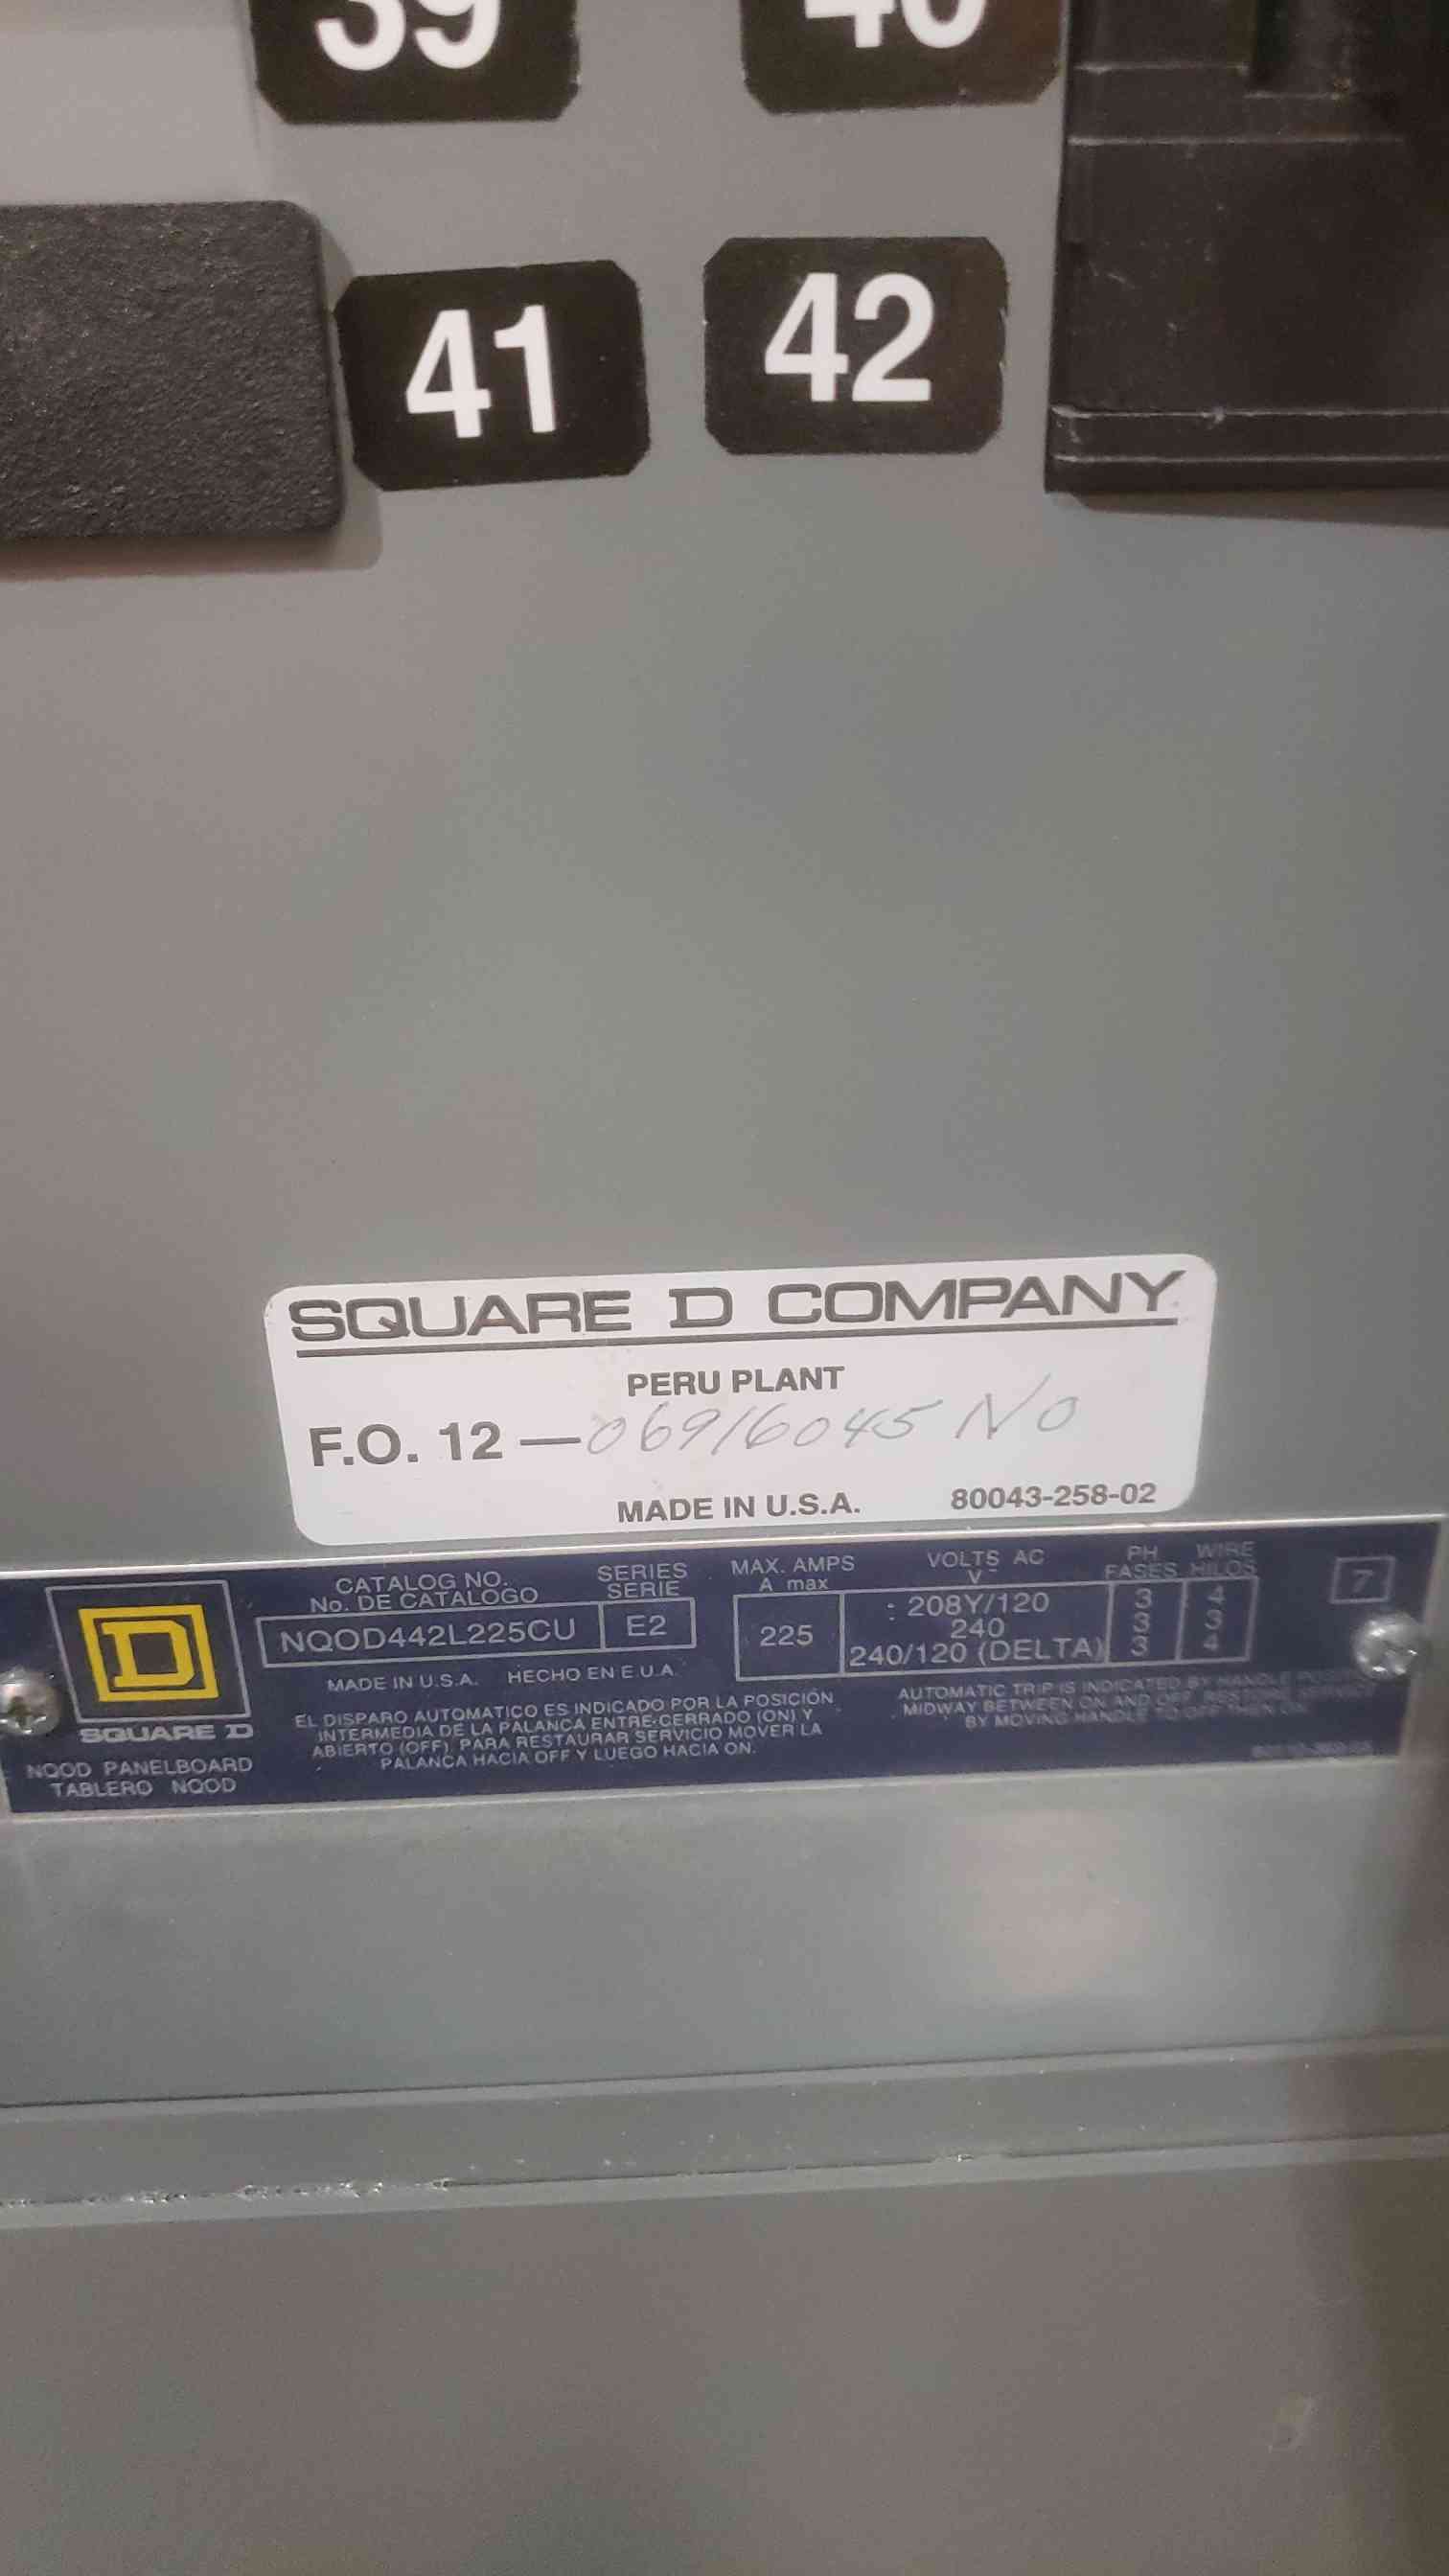 39 40
41 42
SQUARE D COMPANY
PERU PLANT
F.O. 12 — 06916045 NO
MADE IN U.S.A. 80043-258-02
CATALOG NO.
No. DE CATALOGO
SERIES
SERIE
MAX. AMPS
A max
VOLTS AC
V~
PH
FASES
WIRE
HILOS
7
NQOD442L225CU E2
225
: 208Y/120 3 4
240 3 3
240/120 (DELTA) 3 4
D
SQUARE D
NQOD PANELBOARD
TABLERO NQOD
MADE IN U.S.A. HECHO EN E.U.A.
EL DISPARO AUTOMATICO ES INDICADO POR LA POSICIÓN
INTERMEDIA DE LA PALANCA ENTRE-CERRADO (ON) Y
ABIERTO (OFF). PARA RESTAURAR SERVICIO MOVER LA
PALANCA HACIA OFF Y LUEGO HACIA ON.
AUTOMATIC TRIP IS INDICATED BY HANDLE
MIDWAY BETWEEN ON AND OFF
BY MOVING HANDLE TO OFF THEN ON.